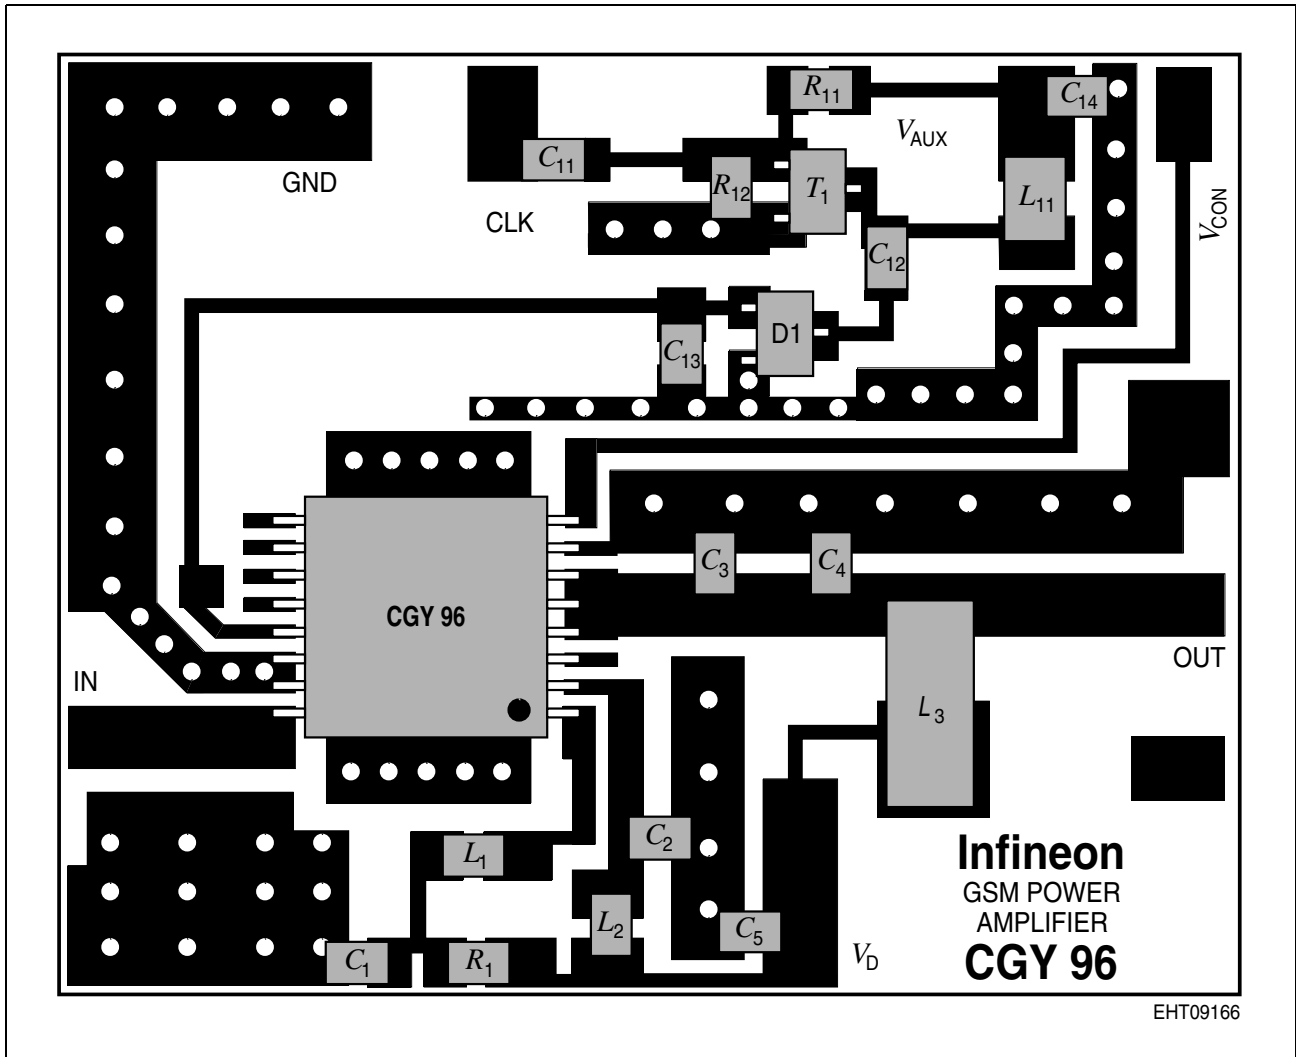 R11
C14
VAUX
C11
R12
T1
L11
GND
CLK
VCON
C12
D1
C13
C3
C4
CGY 96
OUT
IN
L3
C2
L1
Infineon
GSM POWER
AMPLIFIER
CGY 96
L2
C5
VD
C1
R1
EHT09166